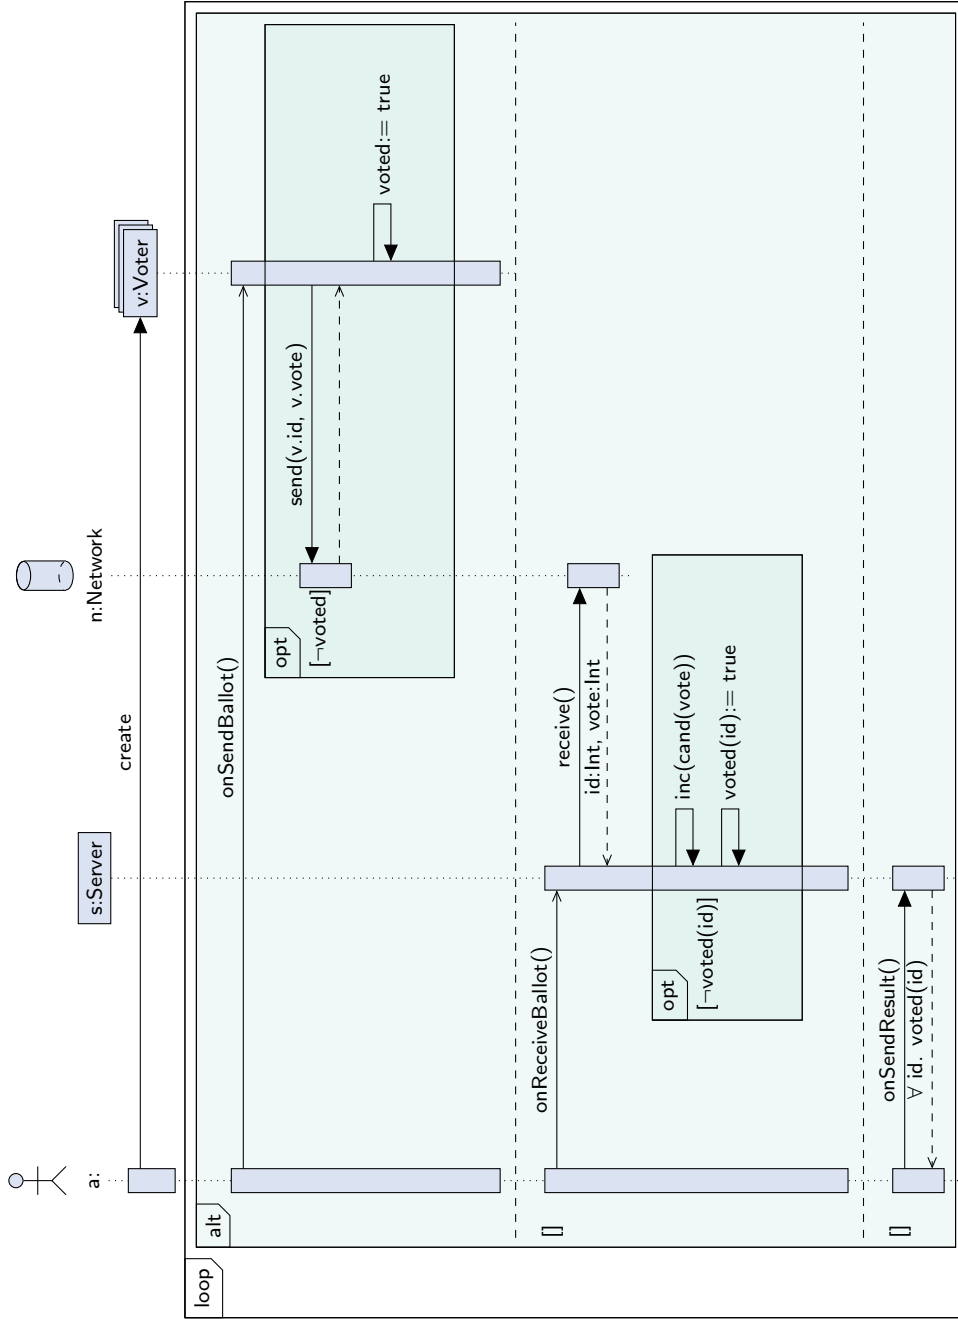 a:
s:Server
n:Network
v:Voter
create
loop
alt
onSendBallot()
opt
[¬voted]
send(v.id, v.vote)
voted:= true
[]
onReceiveBallot()
receive()
id:Int, vote:Int
opt
[¬voted(id)]
inc(cand(vote))
voted(id):= true
[]
onSendResult()
∀ id. voted(id)